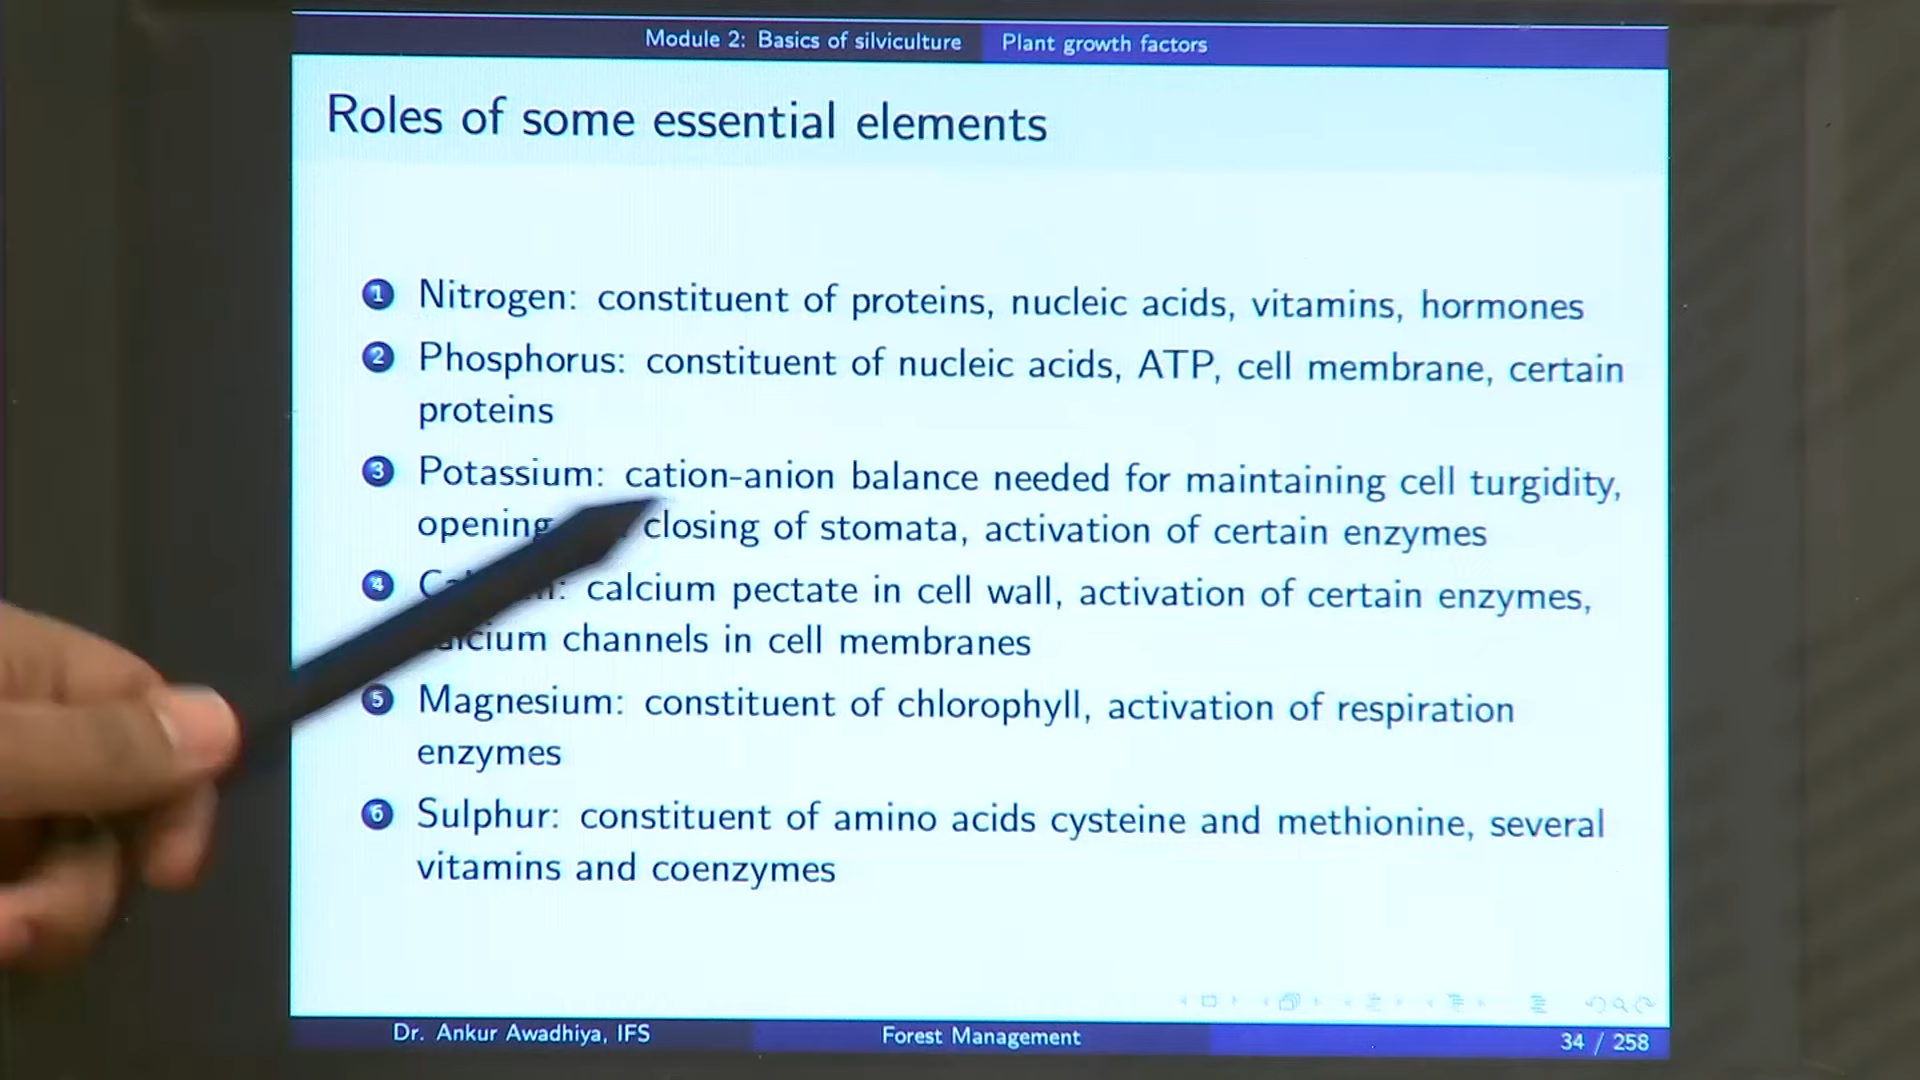 Module 2: Basics of silviculture Plant growth factors
Roles of some essential elements
1 Nitrogen: constituent of proteins, nucleic acids, vitamins, hormones
2 Phosphorus: constituent of nucleic acids, ATP, cell membrane, certain
proteins
3 Potassium: cation-anion balance needed for maintaining cell turgidity,
opening closing of stomata, activation of certain enzymes
4 calcium pectate in cell wall, activation of certain enzymes,
channels in cell membranes
5 Magnesium: constituent of chlorophyll, activation of respiration
enzymes
6 Sulphur: constituent of amino acids cysteine and methionine, several
vitamins and coenzymes
Dr. Ankur Awadhiya, IFS Forest Management 34 / 258